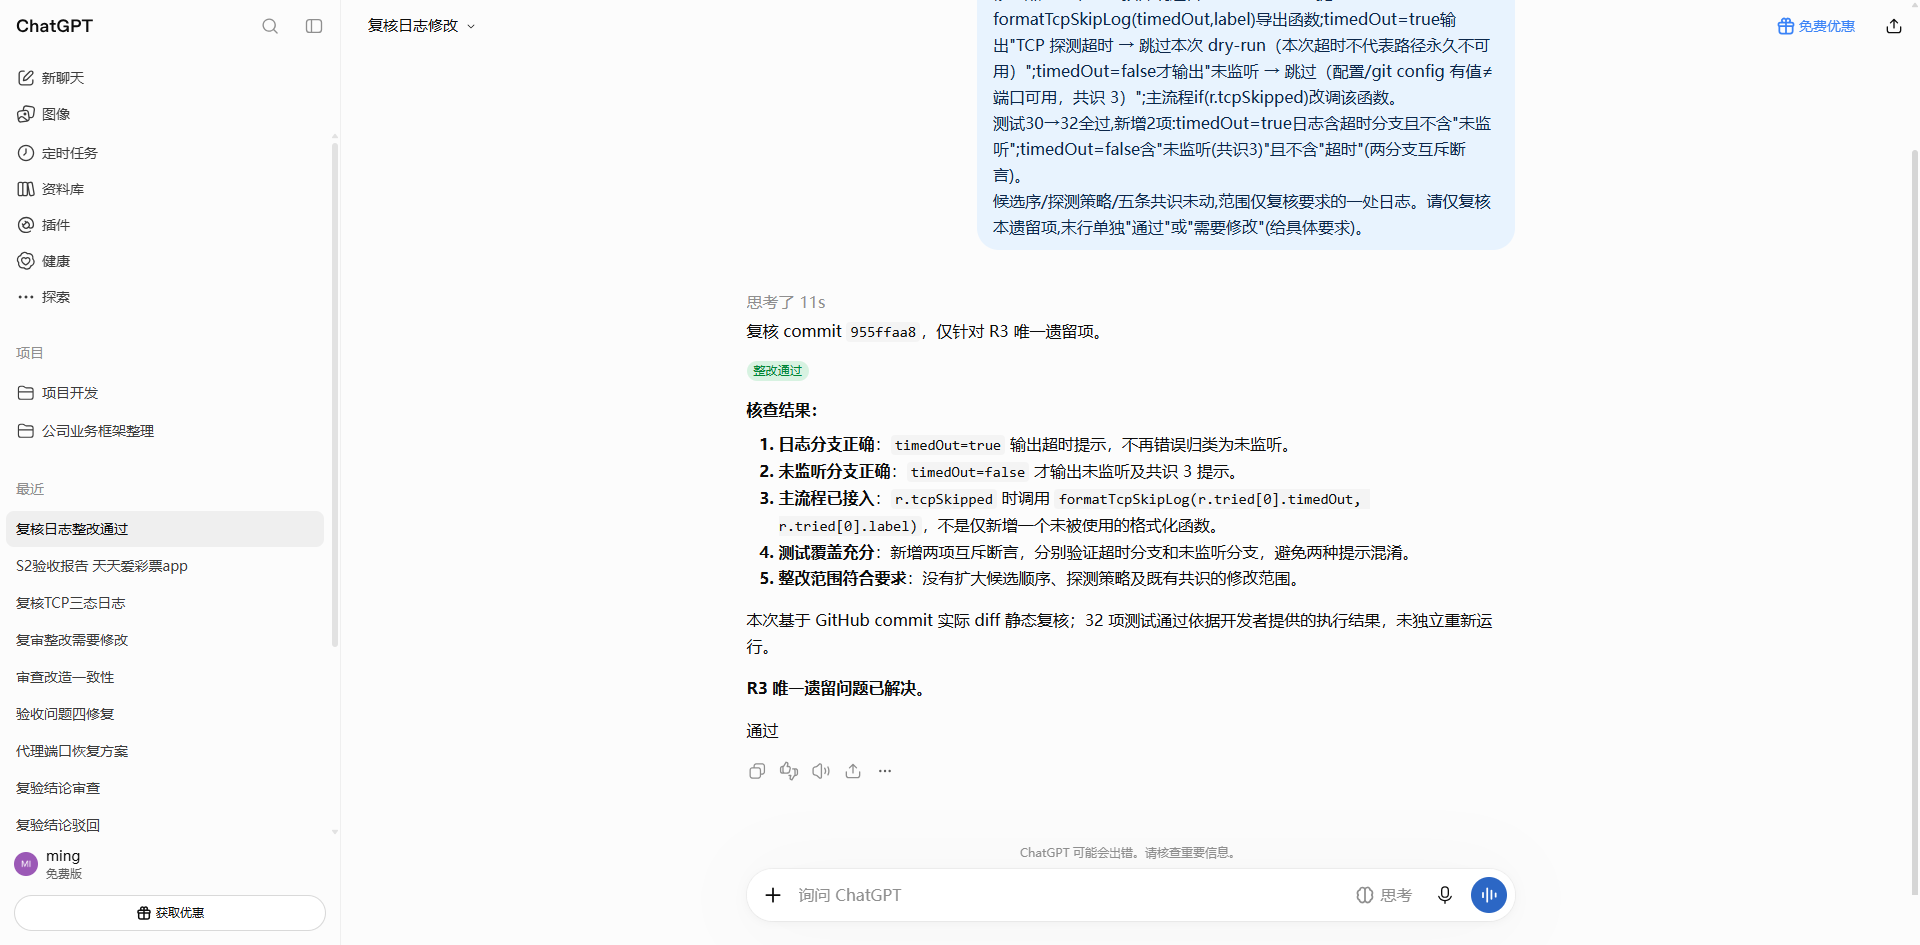 ChatGPT
新聊天
图像
定时任务
资料库
插件
健康
探索
项目
项目开发
公司业务框架整理
最近
复核日志整改通过
S2验收报告 天天爱彩票app
复核TCP三态日志
复审整改需要修改
审查改造一致性
验收问题四修复
代理端口恢复方案
复验结论审查
复验结论驳回
MI
ming
免费版
获取优惠
复核日志修改
免费优惠
formatTcpSkipLog(timedOut,label)导出函数;timedOut=true输
出"TCP 探测超时 → 跳过本次 dry-run（本次超时不代表路径永久不可
用）";timedOut=false才输出"未监听 → 跳过（配置/git config 有值≠
端口可用，共识 3）";主流程if(r.tcpSkipped)改调该函数。
测试30→32全过,新增2项:timedOut=true日志含超时分支且不含"未监
听";timedOut=false含"未监听(共识3)"且不含"超时"(两分支互斥断
言)。
候选序/探测策略/五条共识未动,范围仅复核要求的一处日志。请仅复核
本遗留项,末行单独"通过"或"需要修改"(给具体要求)。
思考了 11s
复核 commit 955ffaa8，仅针对 R3 唯一遗留项。
整改通过
核查结果：
1. 日志分支正确：timedOut=true 输出超时提示，不再错误归类为未监听。
2. 未监听分支正确：timedOut=false 才输出未监听及共识 3 提示。
3. 主流程已接入：r.tcpSkipped 时调用 formatTcpSkipLog(r.tried[0].timedOut,
r.tried[0].label)，不是仅新增一个未被使用的格式化函数。
4. 测试覆盖充分：新增两项互斥断言，分别验证超时分支和未监听分支，避免两种提示混淆。
5. 整改范围符合要求：没有扩大候选顺序、探测策略及既有共识的修改范围。
本次基于 GitHub commit 实际 diff 静态复核；32 项测试通过依据开发者提供的执行结果，未独立重新运
行。
R3 唯一遗留问题已解决。
通过
ChatGPT 可能会出错。请核查重要信息。
询问 ChatGPT
思考